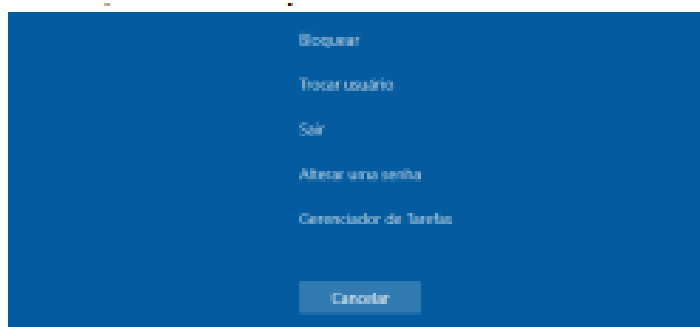 Bloquear
Trocar usuário
Sair
Alterar uma senha
Gerenciador de Tarefas
Cancelar